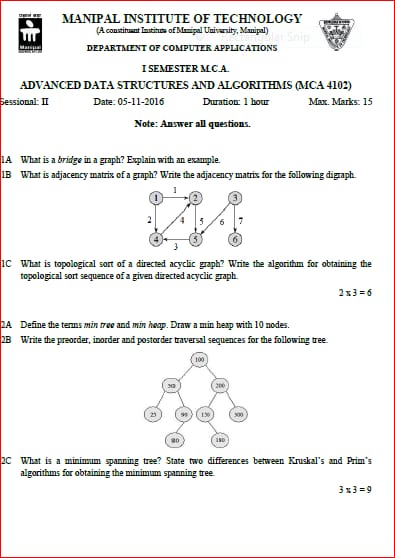 MANIPAL INSTITUTE OF TECHNOLOGY
(A constituent Institute of Manipal University, Manipal)
Manipal
Rectangular Snip
DEPARTMENT OF COMPUTER APPLICATIONS
I SEMESTER M.C.A.
ADVANCED DATA STRUCTURES AND ALGORITHMS (MCA 4102)
Sessional: II Date: 05-11-2016 Duration: 1 hour Max. Marks: 15
Note: Answer all questions.
1A What is a bridge in a graph? Explain with an example.
1B What is adjacency matrix of a graph? Write the adjacency matrix for the following digraph.
1
1 2 3
2 4 5 6 7
4 5 6
3
1C What is topological sort of a directed acyclic graph? Write the algorithm for obtaining the
topological sort sequence of a given directed acyclic graph.
2 x 3 = 6
2A Define the terms min tree and min heap. Draw a min heap with 10 nodes.
2B Write the preorder, inorder and postorder traversal sequences for the following tree.
100
50 200
25 90 150 300
80 180
2C What is a minimum spanning tree? State two differences between Kruskal's and Prim's
algorithms for obtaining the minimum spanning tree.
3 x 3 = 9